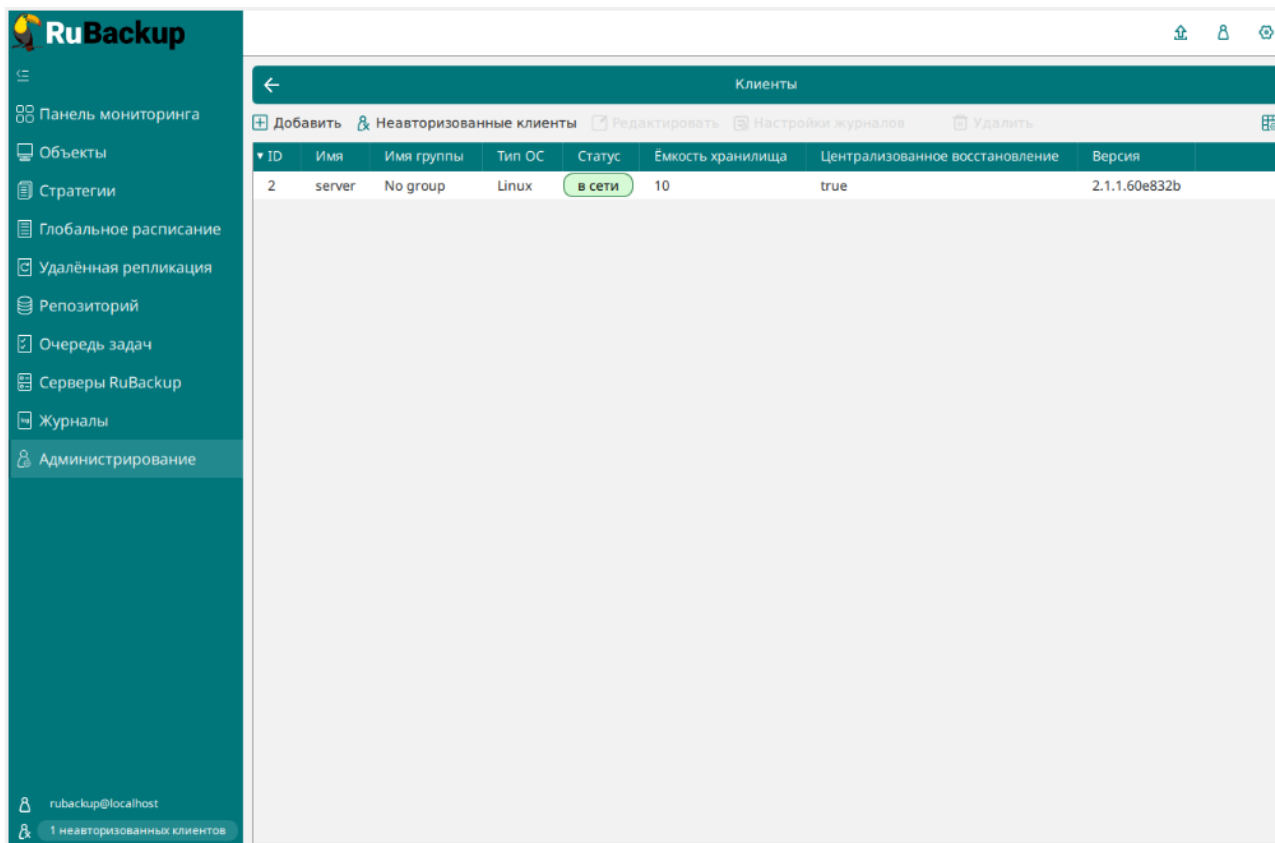 RuBackup
Клиенты
Панель мониторинга
Объекты
Стратегии
Глобальное расписание
Удалённая репликация
Репозиторий
Очередь задач
Серверы RuBackup
Журналы
Администрирование
Добавить Неавторизованные клиенты Редактировать Настройки журналов Удалить
ID Имя Имя группы Тип ОС Статус Ёмкость хранилища Централизованное восстановление Версия
2 server No group Linux в сети 10 true 2.1.1.60e832b
rubackup@localhost
1 неавторизованных клиентов